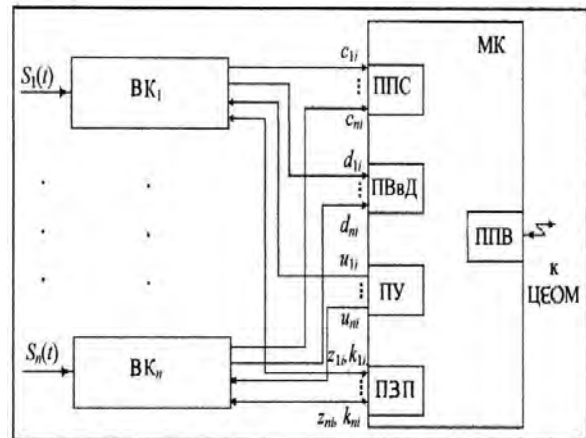 МК
S₁(t)
ВК₁
c₁ᵢ
ППС
cₙᵢ
d₁ᵢ
ПВвД
dₙᵢ
ППВ
к
ЦЕОМ
u₁ᵢ
ПУ
uₙᵢ
Sₙ(t)
ВКₙ
z₁ᵢ, k₁ᵢ
ПЗП
zₙᵢ, kₙᵢ